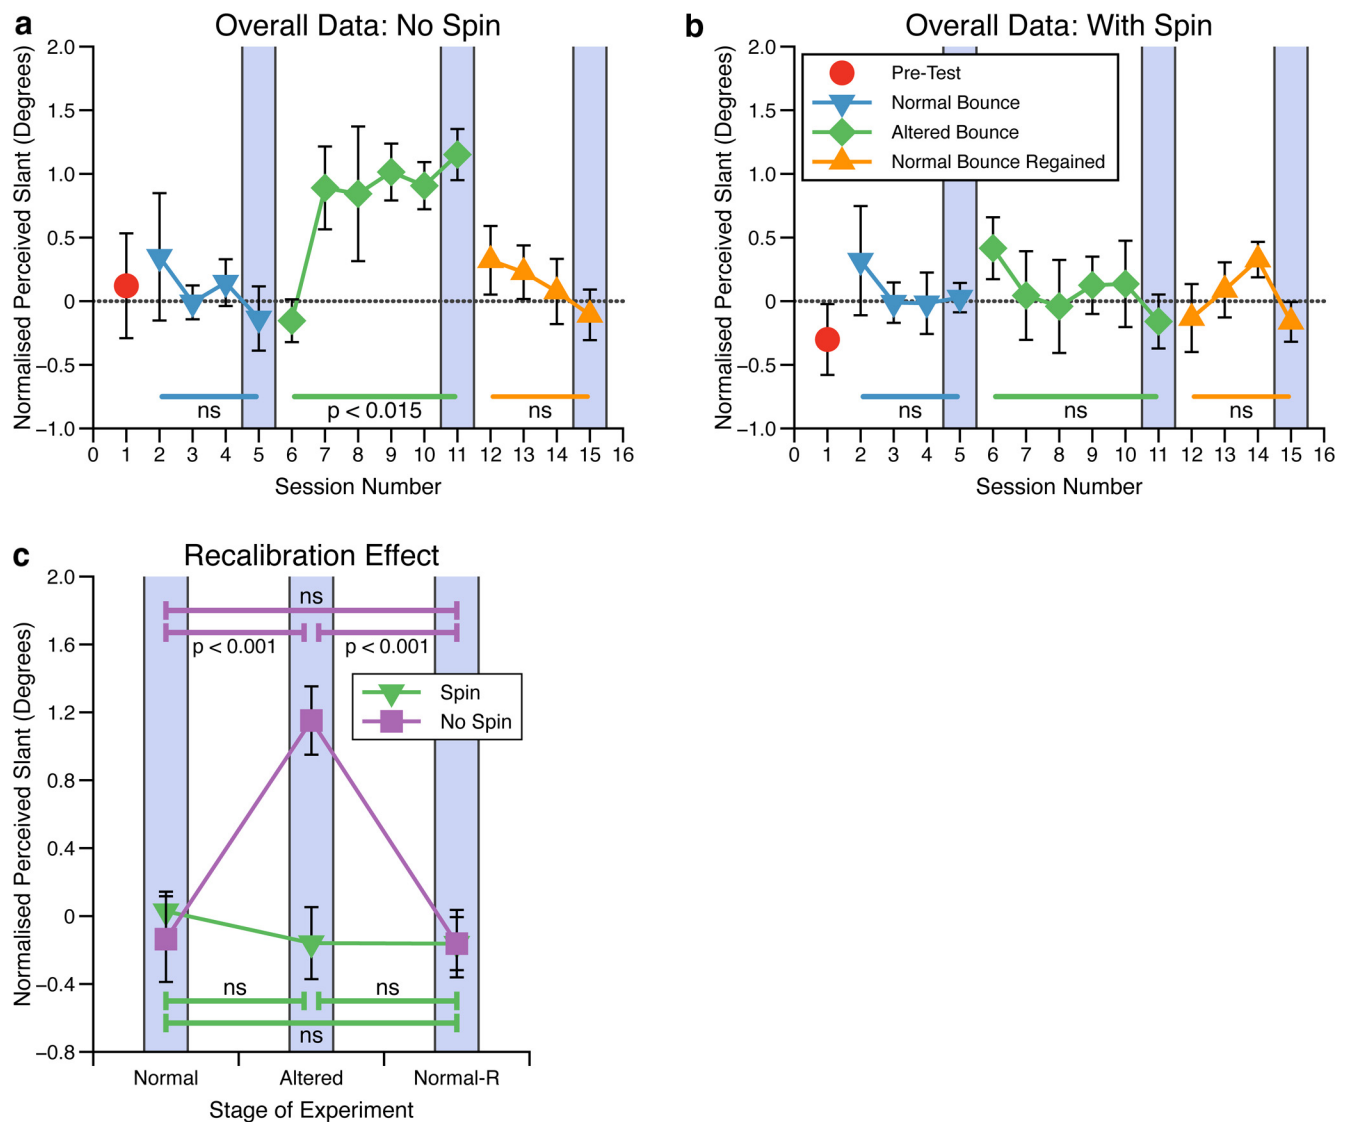 a
Overall Data: No Spin
Normalised Perceived Slant (Degrees)
2.0
1.5
1.0
0.5
0
−0.5
−1.0
ns
p < 0.015
ns
0 1 2 3 4 5 6 7 8 9 10 11 12 13 14 15 16
Session Number
b
Overall Data: With Spin
Normalised Perceived Slant (Degrees)
2.0
1.5
1.0
0.5
0
−0.5
−1.0
Pre-Test
Normal Bounce
Altered Bounce
Normal Bounce Regained
ns
ns
ns
0 1 2 3 4 5 6 7 8 9 10 11 12 13 14 15 16
Session Number
c
Recalibration Effect
Normalised Perceived Slant (Degrees)
2.0
1.6
1.2
0.8
0.4
0
−0.4
−0.8
ns
p < 0.001
p < 0.001
Spin
No Spin
ns
ns
ns
Normal
Altered
Normal-R
Stage of Experiment